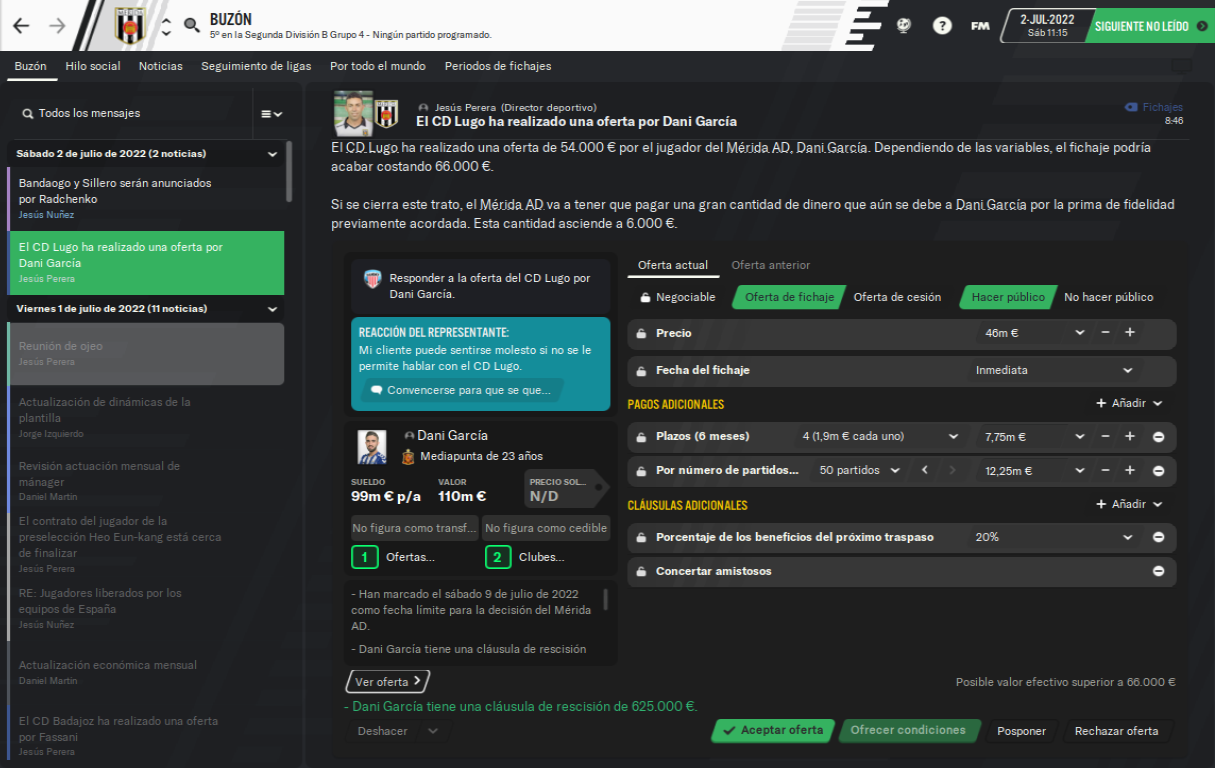 BUZÓN
5º en la Segunda División B Grupo 4 - Ningún partido programado.
?
FM
2-JUL-2022
Sáb 11:15
SIGUIENTE NO LEÍDO
Buzón
Hilo social
Noticias
Seguimiento de ligas
Por todo el mundo
Periodos de fichajes
Todos los mensajes
Sábado 2 de julio de 2022 (2 noticias)
Bandaogo y Sillero serán anunciados
por Radchenko
Jesús Nuñez
El CD Lugo ha realizado una oferta por
Dani García
Jesús Perera
Viernes 1 de julio de 2022 (11 noticias)
Reunión de ojeo
Jesús Perera
Actualización de dinámicas de la
plantilla
Jorge Izquierdo
Revisión actuación mensual de
mánager
Daniel Martin
El contrato del jugador de la
preselección Heo Eun-kang está cerca
de finalizar
Jesús Perera
RE: Jugadores liberados por los
equipos de España
Jesús Nuñez
Actualización económica mensual
Daniel Martin
El CD Badajoz ha realizado una oferta
por Fassani
Jesús Perera
Jesús Perera (Director deportivo)
El CD Lugo ha realizado una oferta por Dani García
Fichajes
8:46
El CD Lugo ha realizado una oferta de 54.000 € por el jugador del Mérida AD, Dani García. Dependiendo de las variables, el fichaje podría
acabar costando 66.000 €.
Si se cierra este trato, el Mérida AD va a tener que pagar una gran cantidad de dinero que aún se debe a Dani García por la prima de fidelidad
previamente acordada. Esta cantidad asciende a 6.000 €.
Responder a la oferta del CD Lugo por
Dani García.
REACCIÓN DEL REPRESENTANTE:
Mi cliente puede sentirse molesto si no se le
permite hablar con el CD Lugo.
Convencerse para que se que...
Dani García
Mediapunta de 23 años
SUELDO
99m € p/a
VALOR
110m €
PRECIO SOL...
N/D
No figura como transf...
No figura como cedible
1 Ofertas...
2 Clubes...
- Han marcado el sábado 9 de julio de 2022
como fecha límite para la decisión del Mérida
AD.
- Dani García tiene una cláusula de rescisión
Oferta actual
Oferta anterior
Negociable
Oferta de fichaje
Oferta de cesión
Hacer público
No hacer público
Precio 46m €
Fecha del fichaje Inmediata
PAGOS ADICIONALES
Añadir
Plazos (6 meses) 4 (1,9m € cada uno) 7,75m €
Por número de partidos... 50 partidos 12,25m €
CLÁUSULAS ADICIONALES
Añadir
Porcentaje de los beneficios del próximo traspaso 20%
Concertar amistosos
Ver oferta
Posible valor efectivo superior a 66.000 €
- Dani García tiene una cláusula de rescisión de 625.000 €.
Deshacer
Aceptar oferta
Ofrecer condiciones
Posponer
Rechazar oferta